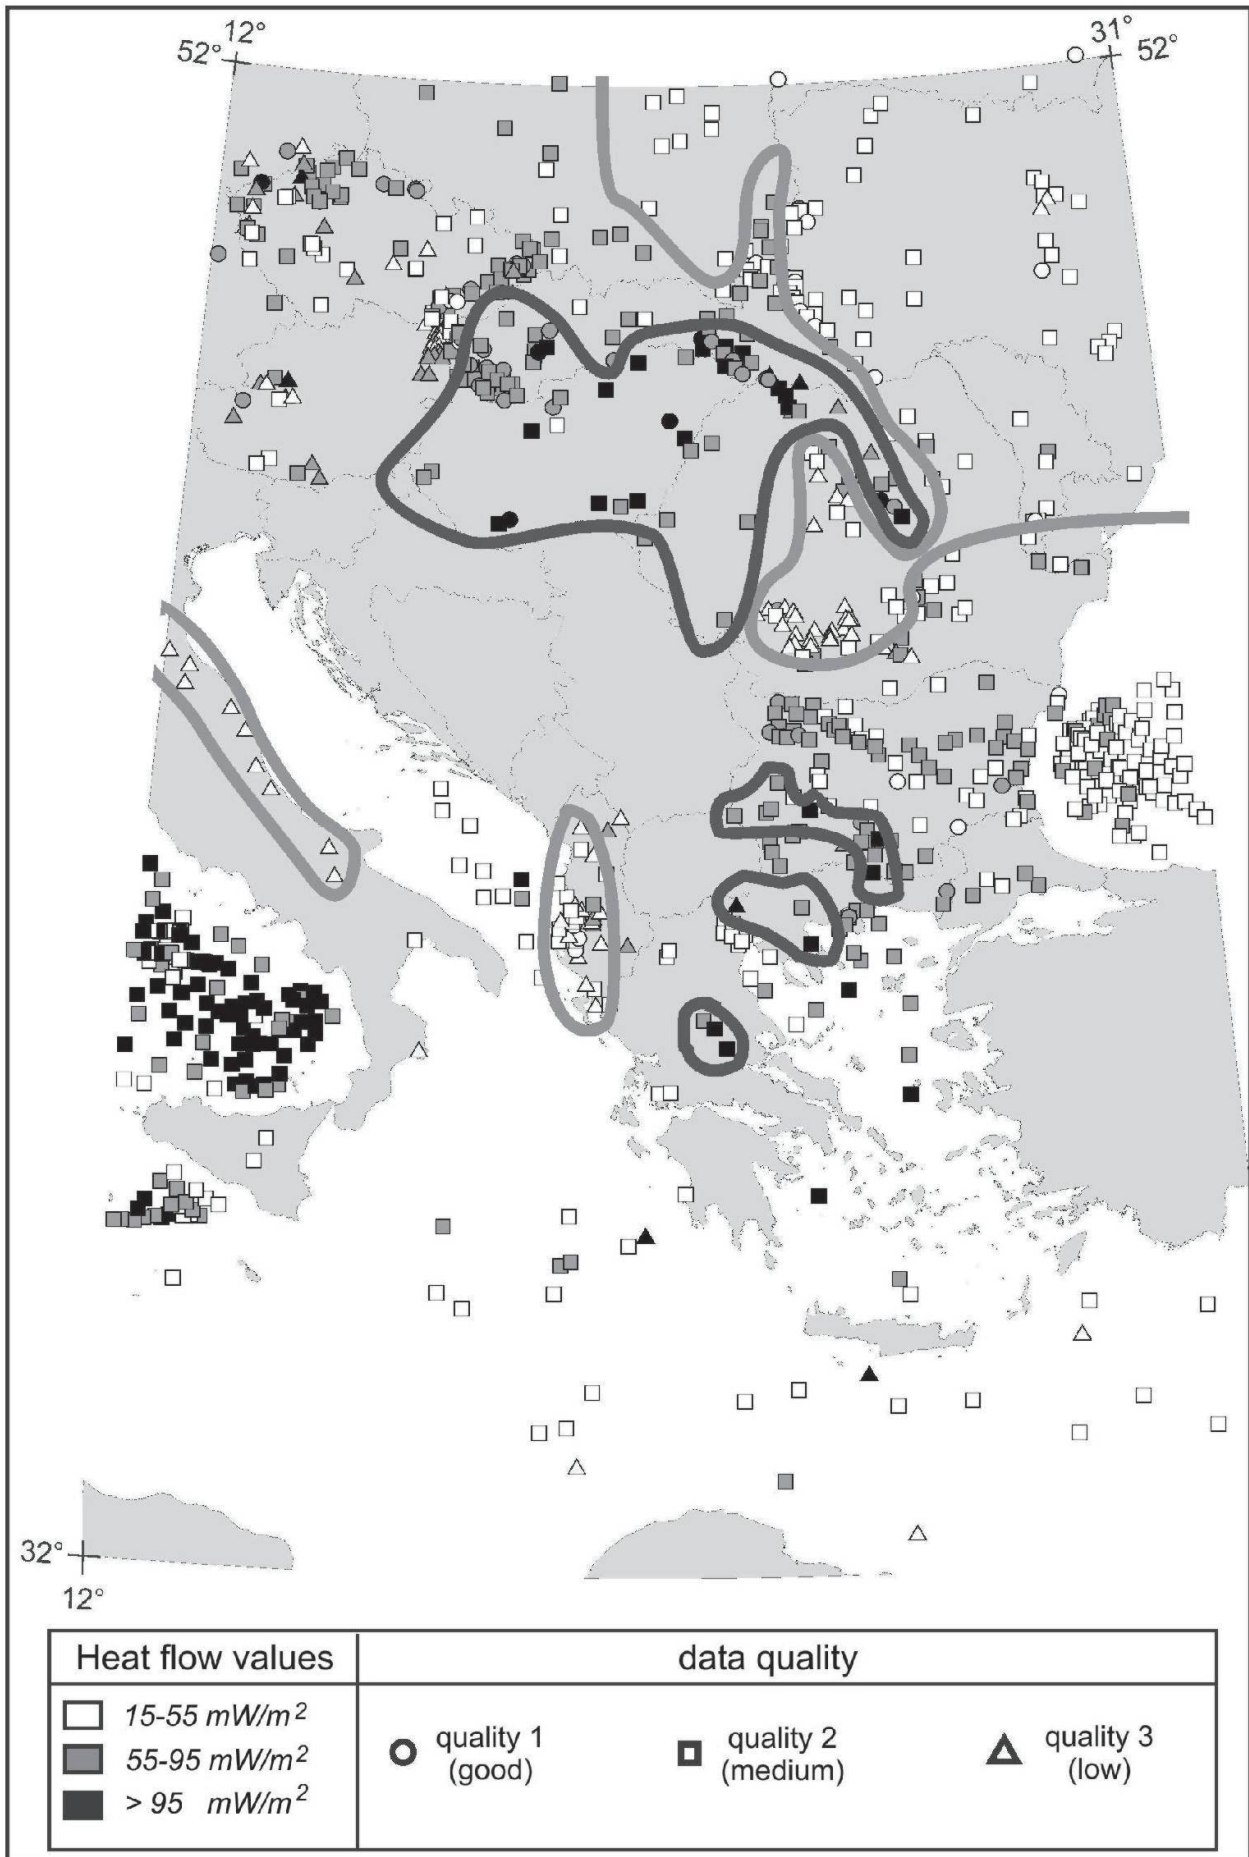 12°
31°
52°
52°
32°
12°
Heat flow values
data quality
15-55 mW/m²
55-95 mW/m²
> 95 mW/m²
quality 1
(good)
quality 2
(medium)
quality 3
(low)